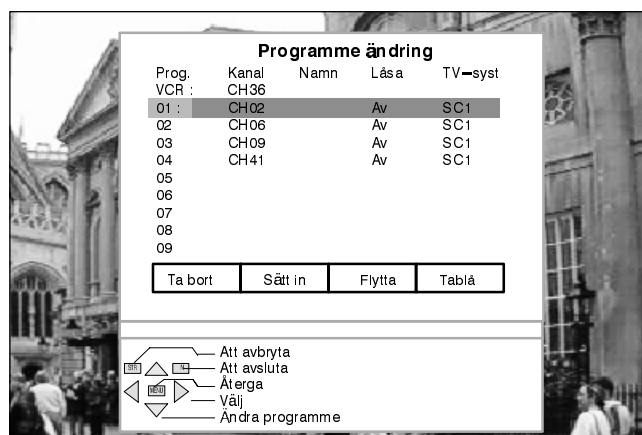 Programme ändring
Prog. Kanal Namn Låsa TV-syst
VCR : CH36
01 : CH02 Av SC1
02 CH06 Av SC1
03 CH09 Av SC1
04 CH41 Av SC1
05
06
07
08
09
Ta bort Sätt in Flytta Tablå
Att avbryta
STR N Att avsluta
Återga
MENU
Välj
Ändra programme